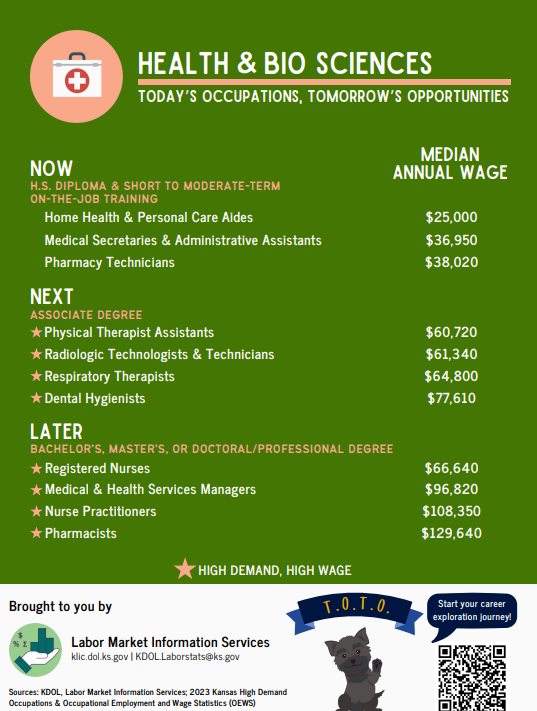 HEALTH & BIO SCIENCES
TODAY'S OCCUPATIONS, TOMORROW'S OPPORTUNITIES
MEDIAN
ANNUAL WAGE
NOW
H.S. DIPLOMA & SHORT TO MODERATE-TERM
ON-THE-JOB TRAINING
Home Health & Personal Care Aides $25,000
Medical Secretaries & Administrative Assistants $36,950
Pharmacy Technicians $38,020
NEXT
ASSOCIATE DEGREE
★ Physical Therapist Assistants $60,720
★ Radiologic Technologists & Technicians $61,340
★ Respiratory Therapists $64,800
★ Dental Hygienists $77,610
LATER
BACHELOR'S, MASTER'S, OR DOCTORAL/PROFESSIONAL DEGREE
★ Registered Nurses $66,640
★ Medical & Health Services Managers $96,820
★ Nurse Practitioners $108,350
★ Pharmacists $129,640
★ HIGH DEMAND, HIGH WAGE
Brought to you by
$
% Σ
Labor Market Information Services
klic.dol.ks.gov | KDOL.Laborstats@ks.gov
Sources: KDOL, Labor Market Information Services; 2023 Kansas High Demand
Occupations & Occupational Employment and Wage Statistics (OEWS)
T.O.T.O.
Start your career
exploration journey!